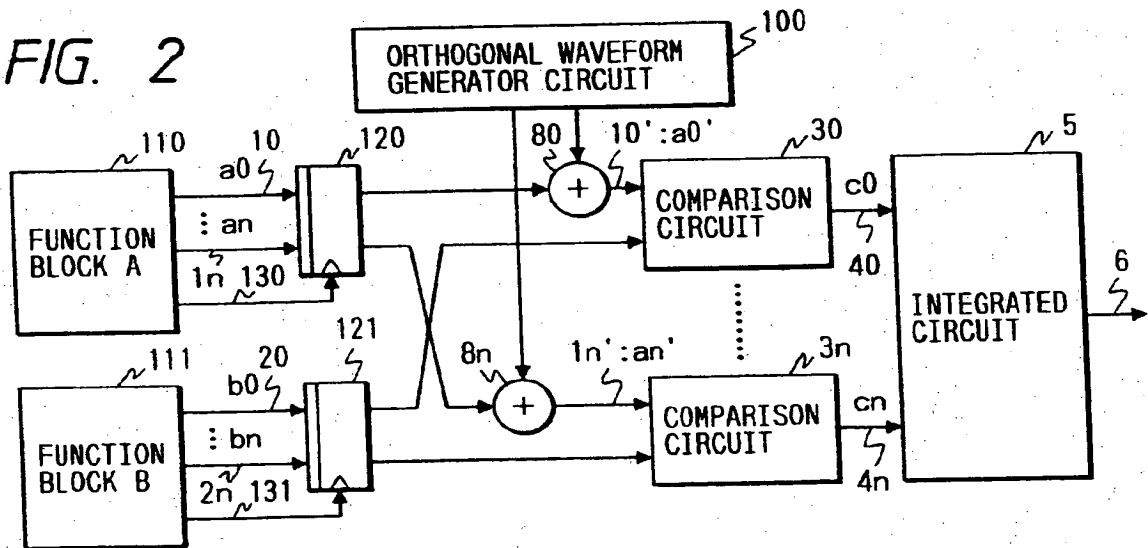 FIG. 2
ORTHOGONAL WAVEFORM
GENERATOR CIRCUIT
100
110
10
120
80
10':a0'
30
5
FUNCTION
BLOCK A
a0
⋮ an
1n 130
+
COMPARISON
CIRCUIT
c0
40
6
INTEGRATED
CIRCUIT
111
20
121
8n
1n':an'
3n
FUNCTION
BLOCK B
b0
⋮ bn
2n 131
+
COMPARISON
CIRCUIT
cn
4n